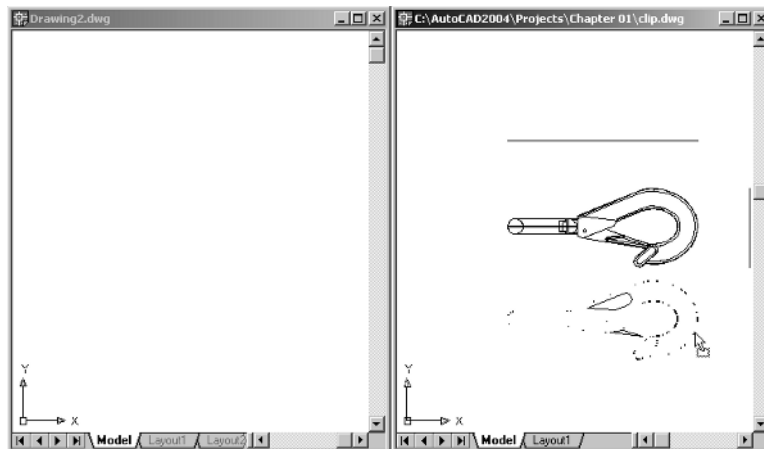 Drawing2.dwg
C:\AutoCAD2004\Projects\Chapter 01\clip.dwg
Y
X
Y
X
Model Layout1 Layout2
Model Layout1